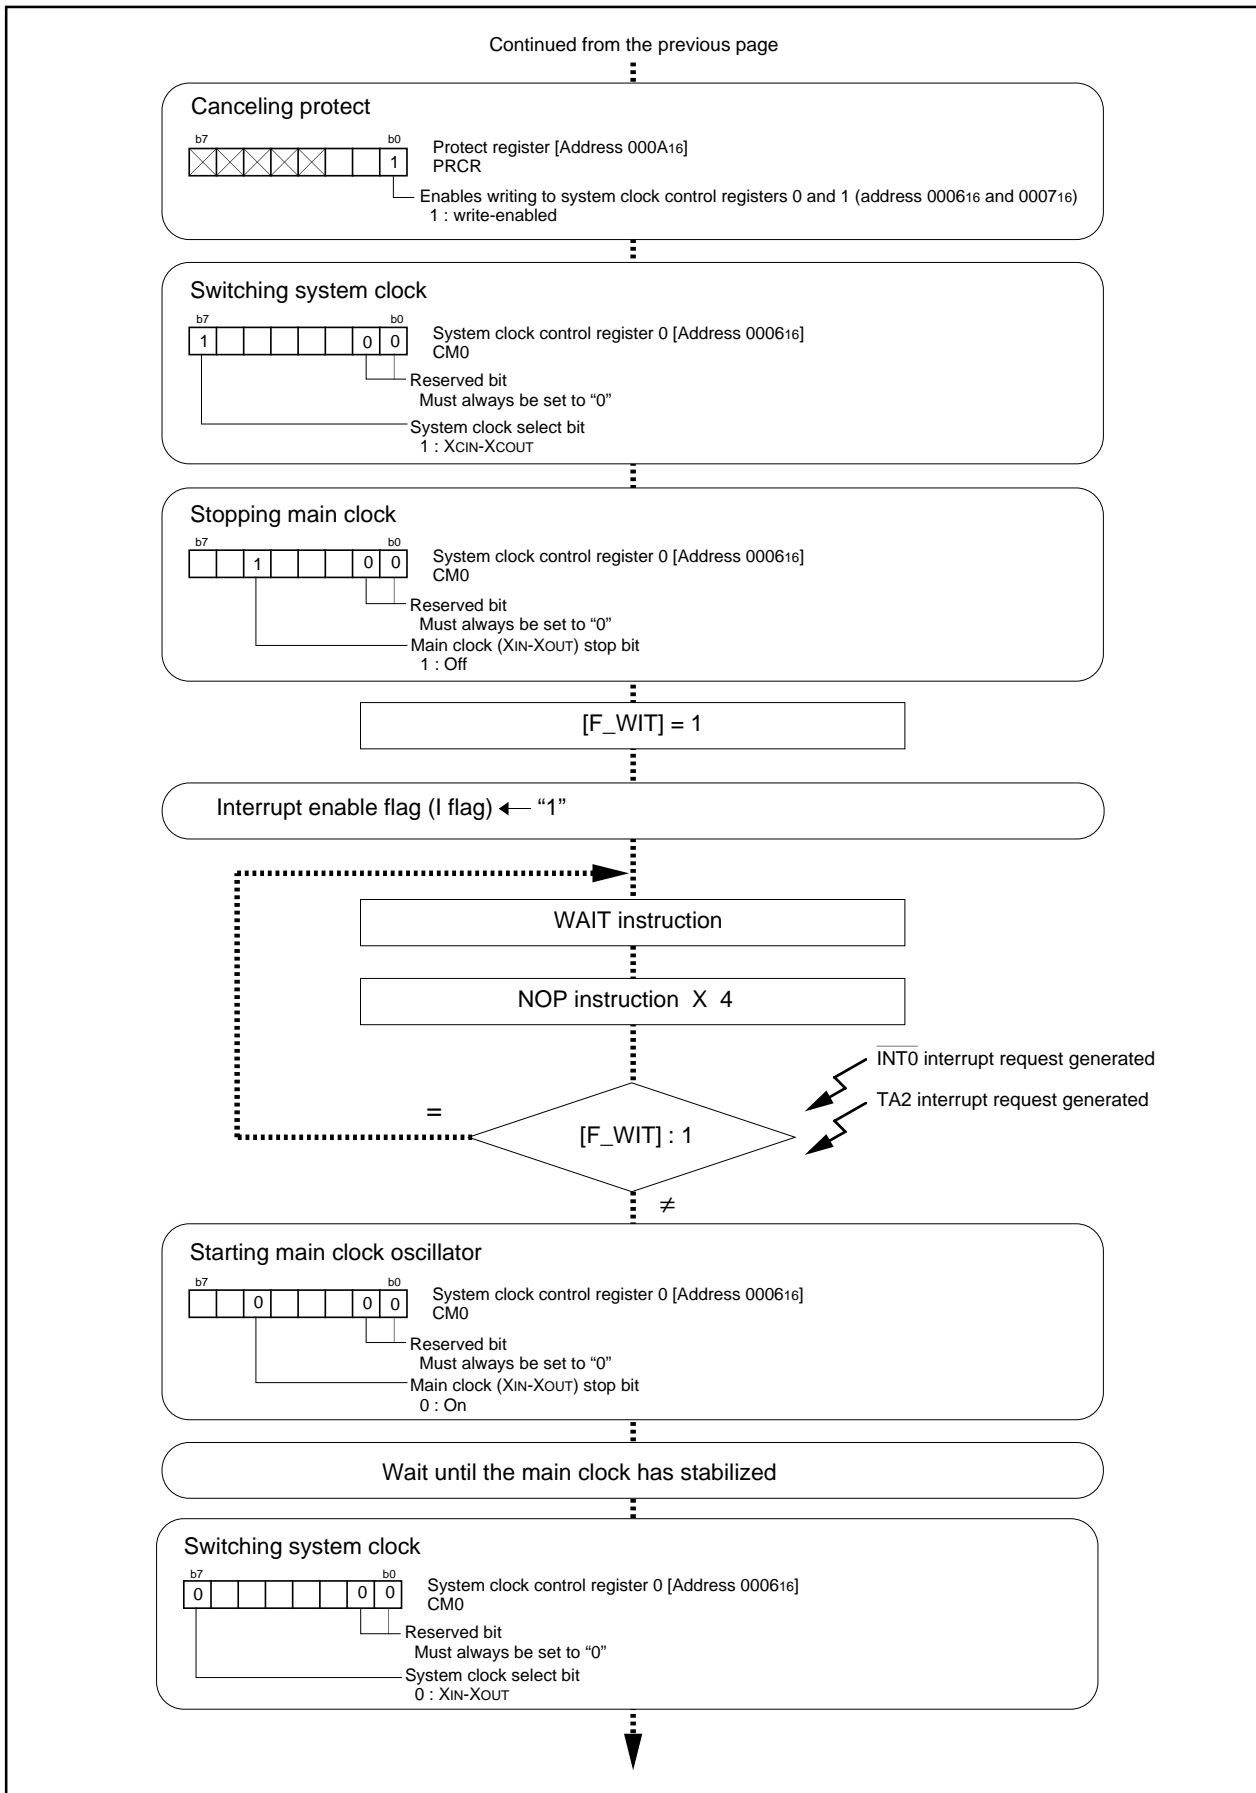 Continued from the previous page
Canceling protect
b7 b0
1
Protect register [Address 000A16]
PRCR
Enables writing to system clock control registers 0 and 1 (address 000616 and 000716)
1 : write-enabled
Switching system clock
b7 b0
1 0 0
System clock control register 0 [Address 000616]
CM0
Reserved bit
Must always be set to “0”
System clock select bit
1 : XCIN-XCOUT
Stopping main clock
b7 b0
1 0 0
System clock control register 0 [Address 000616]
CM0
Reserved bit
Must always be set to “0”
Main clock (XIN-XOUT) stop bit
1 : Off
[F_WIT] = 1
Interrupt enable flag (I flag) ← “1”
WAIT instruction
NOP instruction X 4
INT0 interrupt request generated
TA2 interrupt request generated
=
[F_WIT] : 1
≠
Starting main clock oscillator
b7 b0
0 0 0
System clock control register 0 [Address 000616]
CM0
Reserved bit
Must always be set to “0”
Main clock (XIN-XOUT) stop bit
0 : On
Wait until the main clock has stabilized
Switching system clock
b7 b0
0 0 0
System clock control register 0 [Address 000616]
CM0
Reserved bit
Must always be set to “0”
System clock select bit
0 : XIN-XOUT